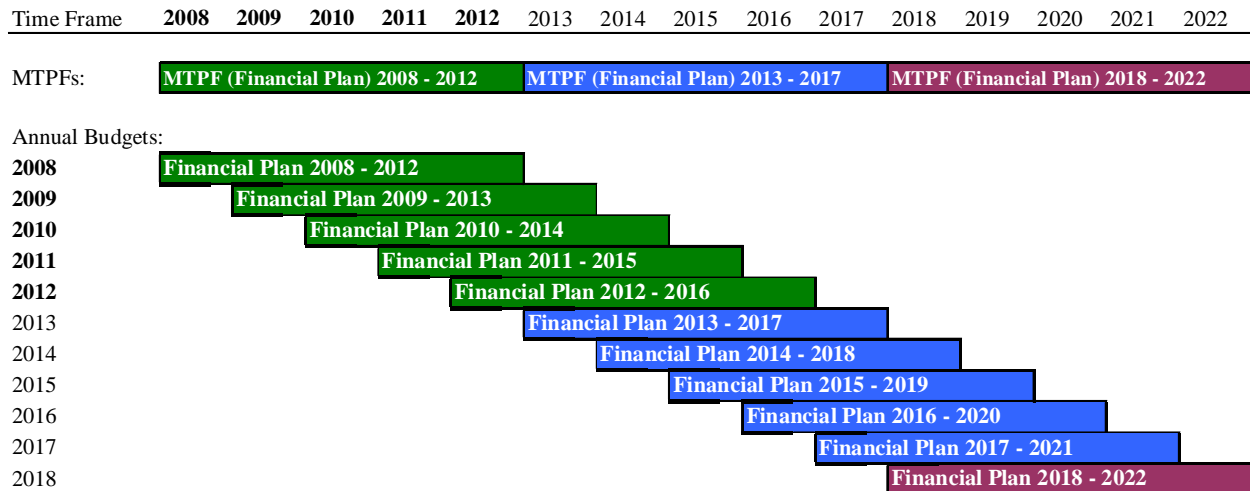 Time Frame 2008 2009 2010 2011 2012 2013 2014 2015 2016 2017 2018 2019 2020 2021 2022
MTPFs: MTPF (Financial Plan) 2008 - 2012 MTPF (Financial Plan) 2013 - 2017 MTPF (Financial Plan) 2018 - 2022
Annual Budgets:
2008 Financial Plan 2008 - 2012
2009 Financial Plan 2009 - 2013
2010 Financial Plan 2010 - 2014
2011 Financial Plan 2011 - 2015
2012 Financial Plan 2012 - 2016
2013 Financial Plan 2013 - 2017
2014 Financial Plan 2014 - 2018
2015 Financial Plan 2015 - 2019
2016 Financial Plan 2016 - 2020
2017 Financial Plan 2017 - 2021
2018 Financial Plan 2018 - 2022